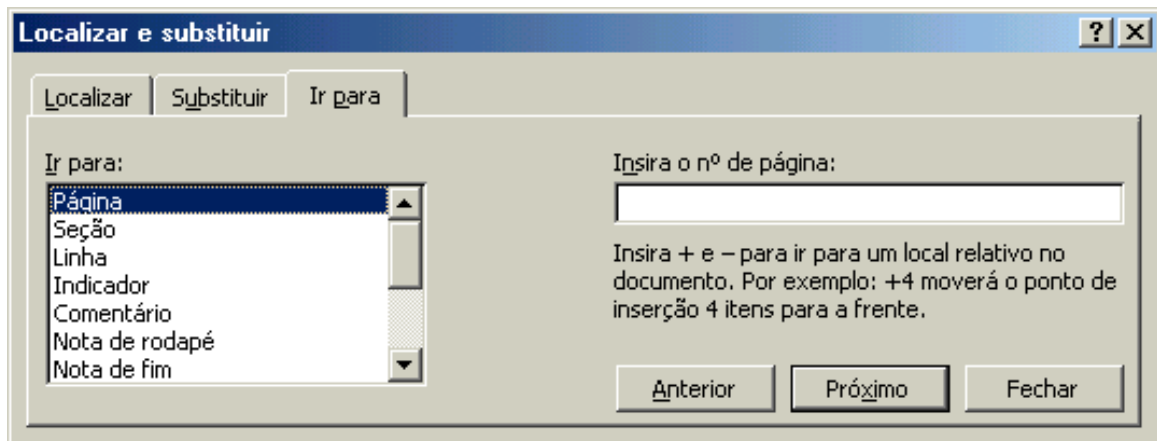 Localizar e substituir
Localizar
Substituir
Ir para
Ir para:
Página
Seção
Linha
Indicador
Comentário
Nota de rodapé
Nota de fim
Insira o nº de página:
Insira + e – para ir para um local relativo no
documento. Por exemplo: +4 moverá o ponto de
inserção 4 itens para a frente.
Anterior
Próximo
Fechar